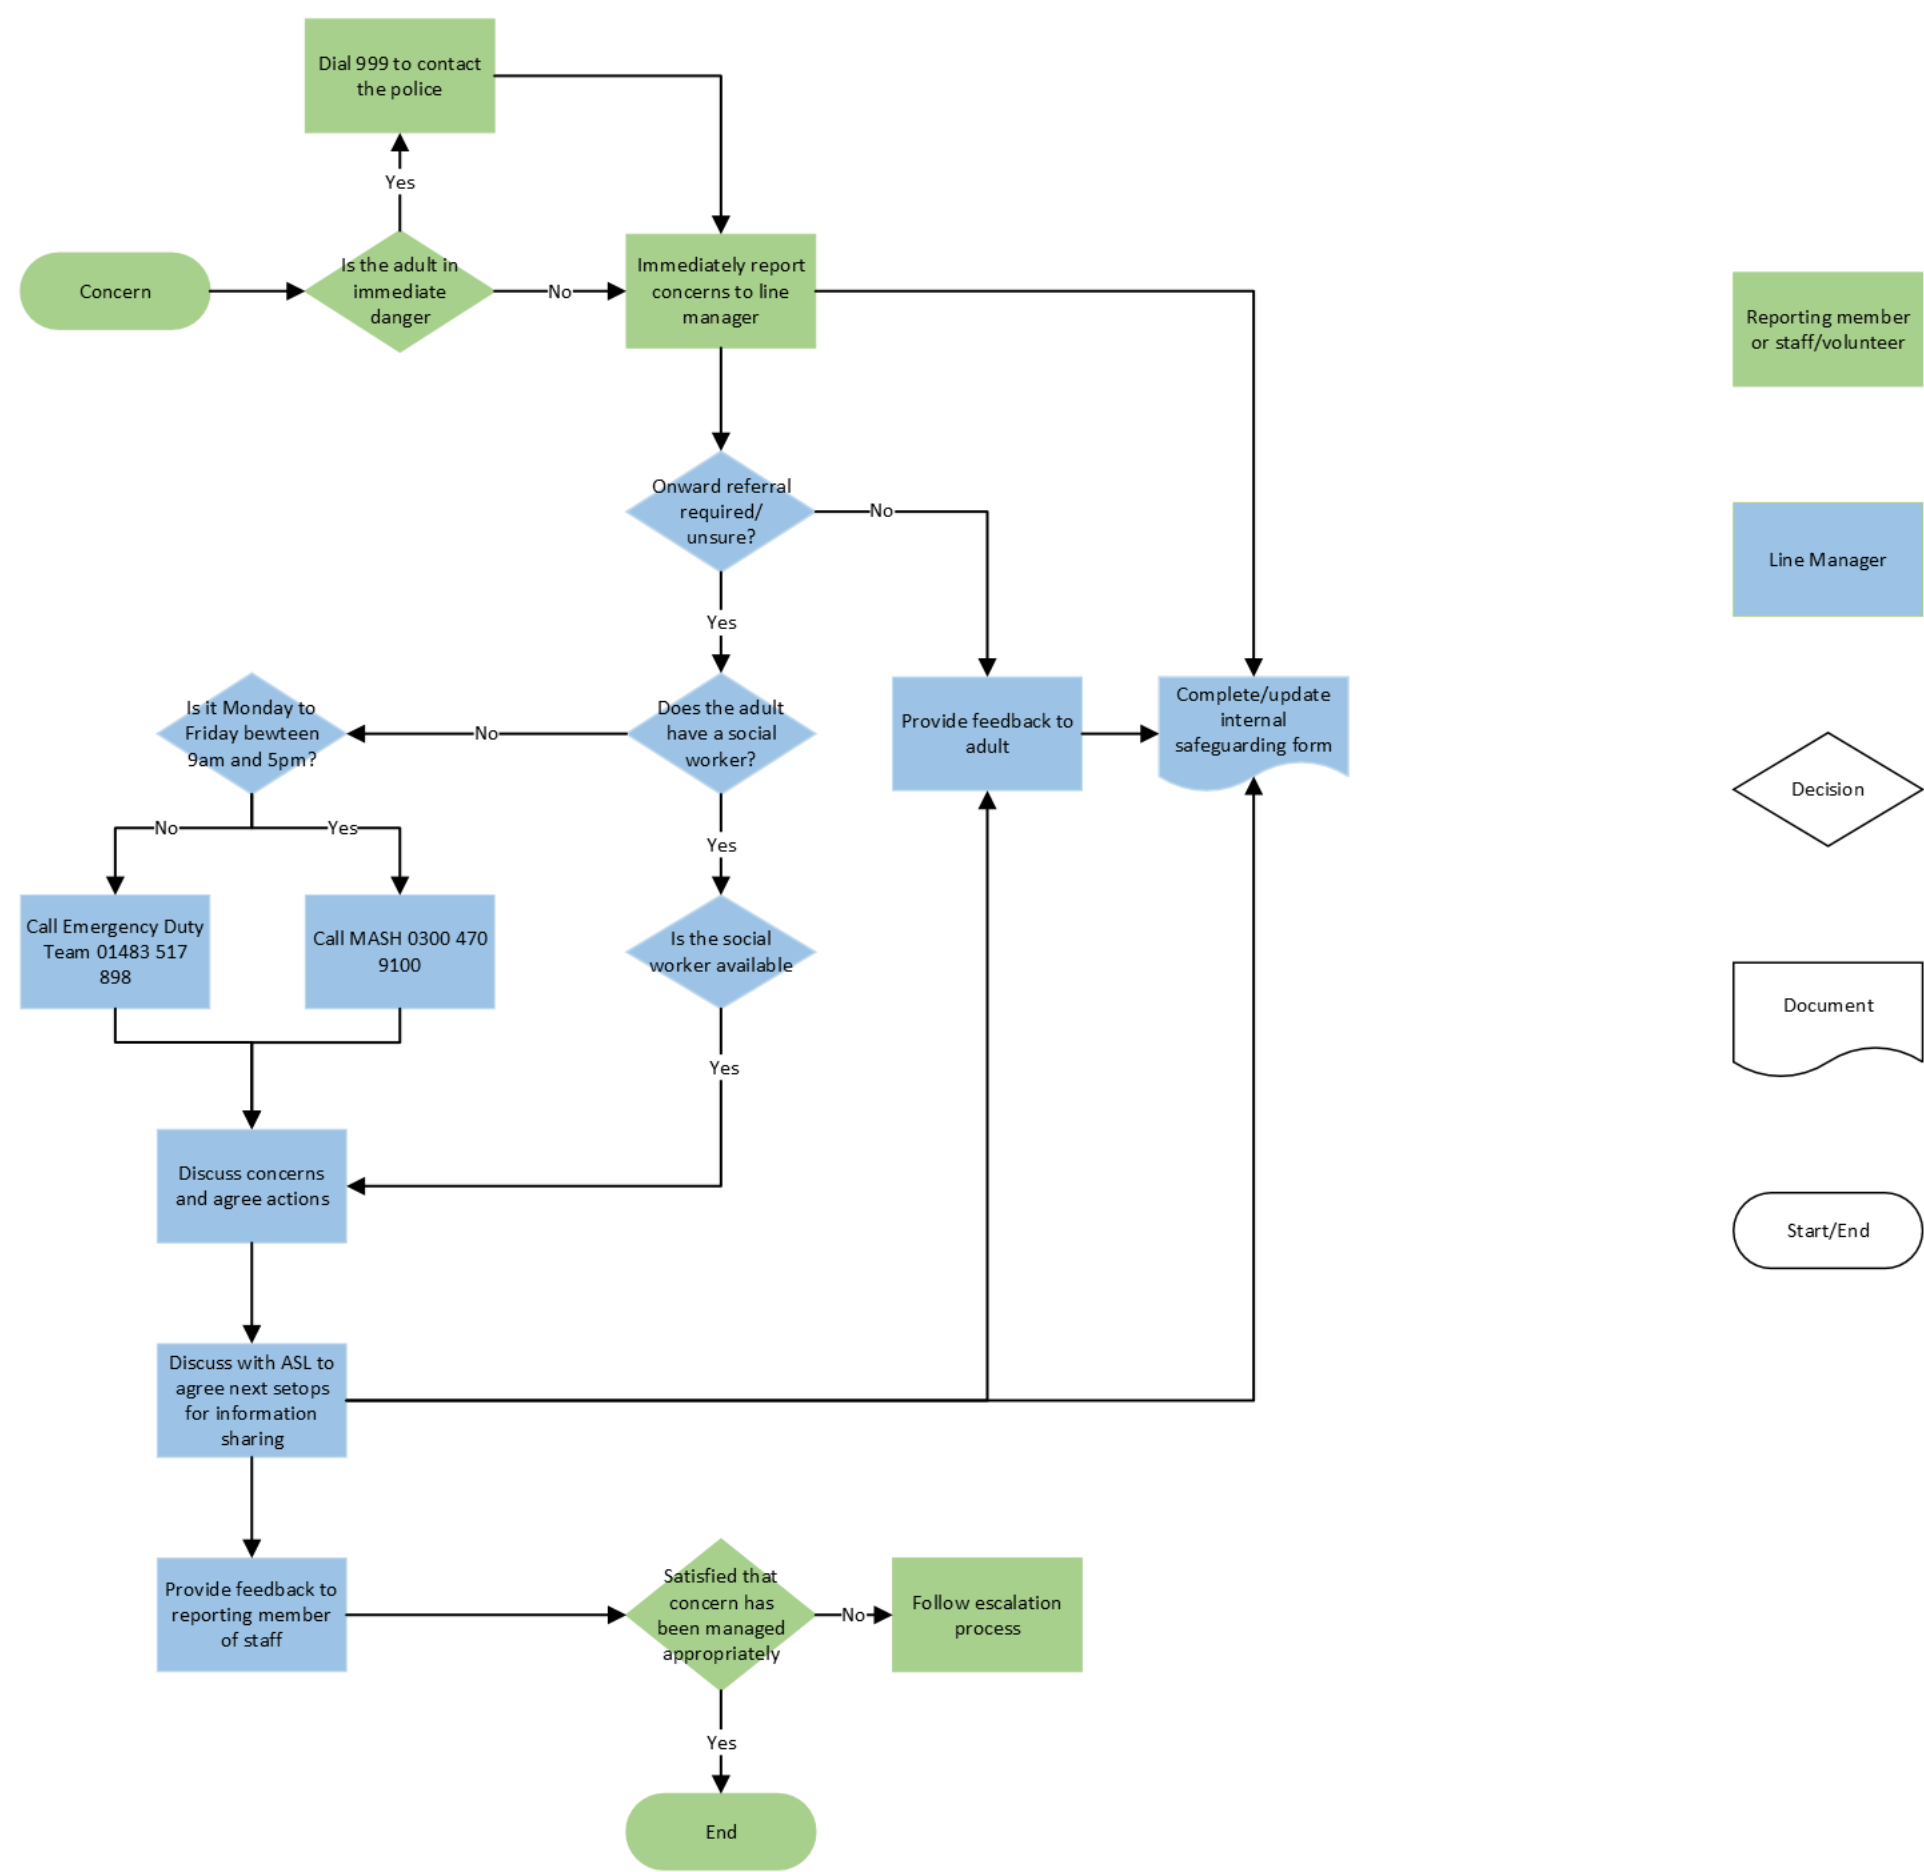 Dial 999 to contact
the police
Yes
Concern
Is the adult in
immediate
danger
No
Immediately report
concerns to line
manager
Onward referral
required/
unsure?
No
Yes
Is it Monday to
Friday bewteen
9am and 5pm?
No
Does the adult
have a social
worker?
Provide feedback to
adult
Complete/update
internal
safeguarding form
No
Yes
Yes
Call Emergency Duty
Team 01483 517
898
Call MASH 0300 470
9100
Is the social
worker available
Yes
Discuss concerns
and agree actions
Discuss with ASL to
agree next setops
for information
sharing
Provide feedback to
reporting member
of staff
Satisfied that
concern has
been managed
appropriately
No
Follow escalation
process
Yes
End
Reporting member
or staff/volunteer
Line Manager
Decision
Document
Start/End